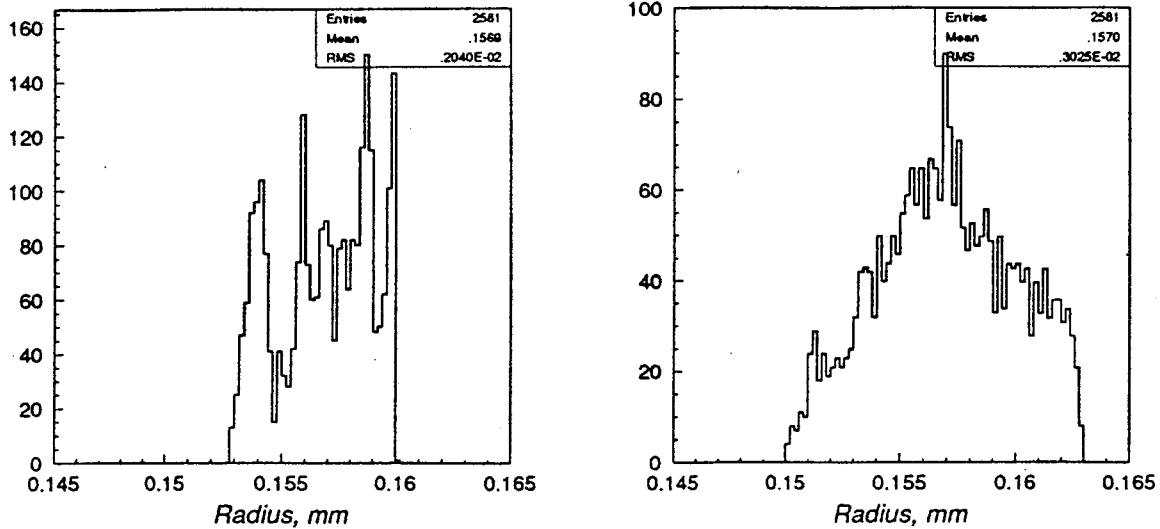 Entries 2581
Mean .1569
RMS .2040E-02
160
140
120
100
80
60
40
20
0
0.145 0.15 0.155 0.16 0.165
Radius, mm
Entries 2581
Mean .1570
RMS .3025E-02
100
80
60
40
20
0
0.145 0.15 0.155 0.16 0.165
Radius, mm